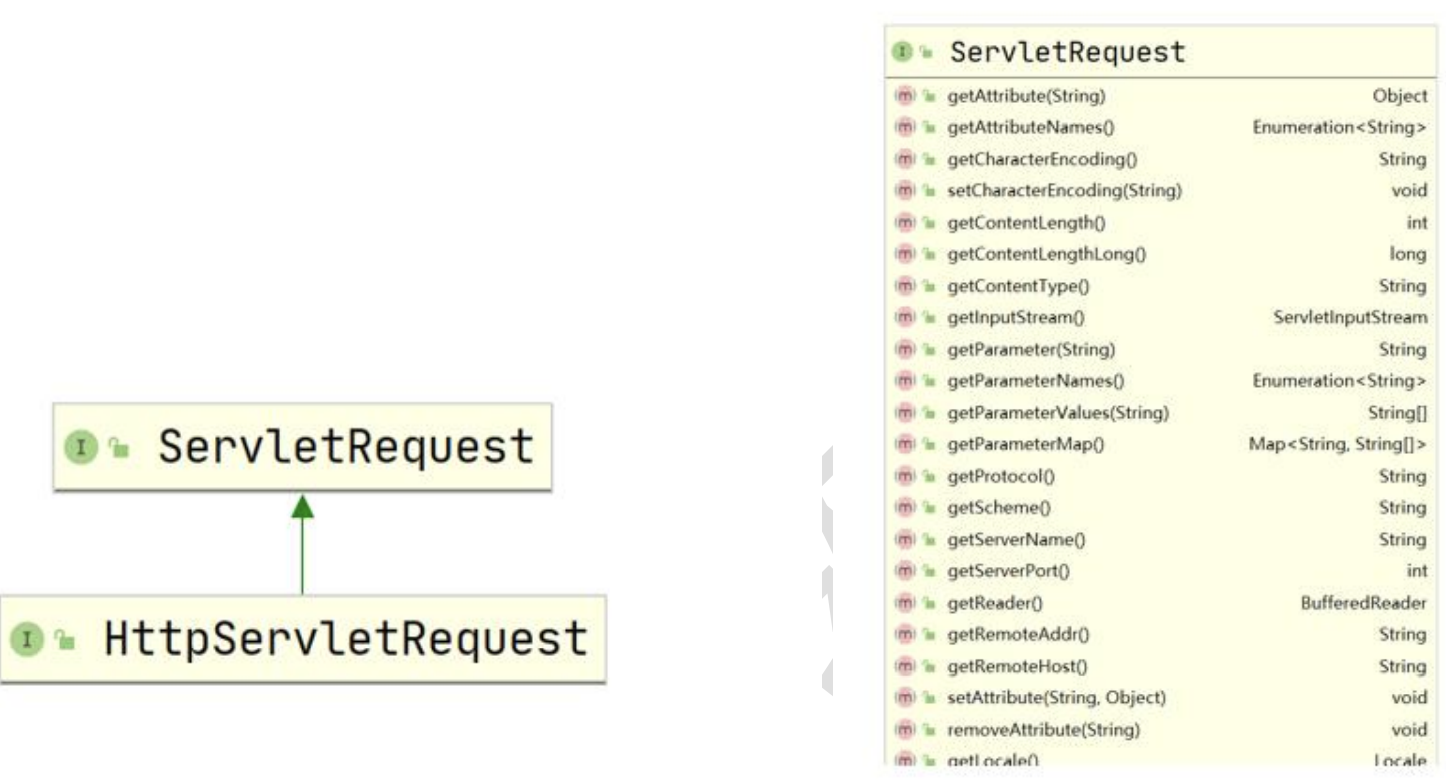 ServletRequest
HttpServletRequest
ServletRequest
getAttribute(String) Object
getAttributeNames() Enumeration<String>
getCharacterEncoding() String
setCharacterEncoding(String) void
getContentLength() int
getContentLengthLong() long
getContentType() String
getInputStream() ServletInputStream
getParameter(String) String
getParameterNames() Enumeration<String>
getParameterValues(String) String[]
getParameterMap() Map<String, String[]>
getProtocol() String
getScheme() String
getServerName() String
getServerPort() int
getReader() BufferedReader
getRemoteAddr() String
getRemoteHost() String
setAttribute(String, Object) void
removeAttribute(String) void
getLocale() Locale